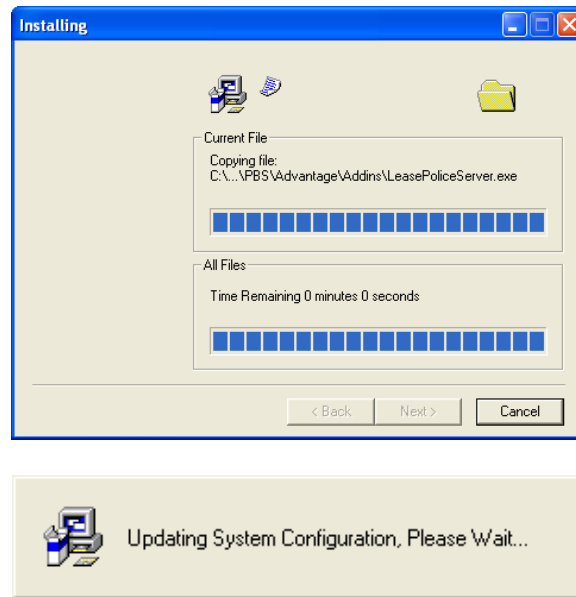 Installing
Current File
Copying file:
C:\...\PBS\Advantage\Addins\LeasePoliceServer.exe
All Files
Time Remaining 0 minutes 0 seconds
< Back Next > Cancel
Updating System Configuration, Please Wait...